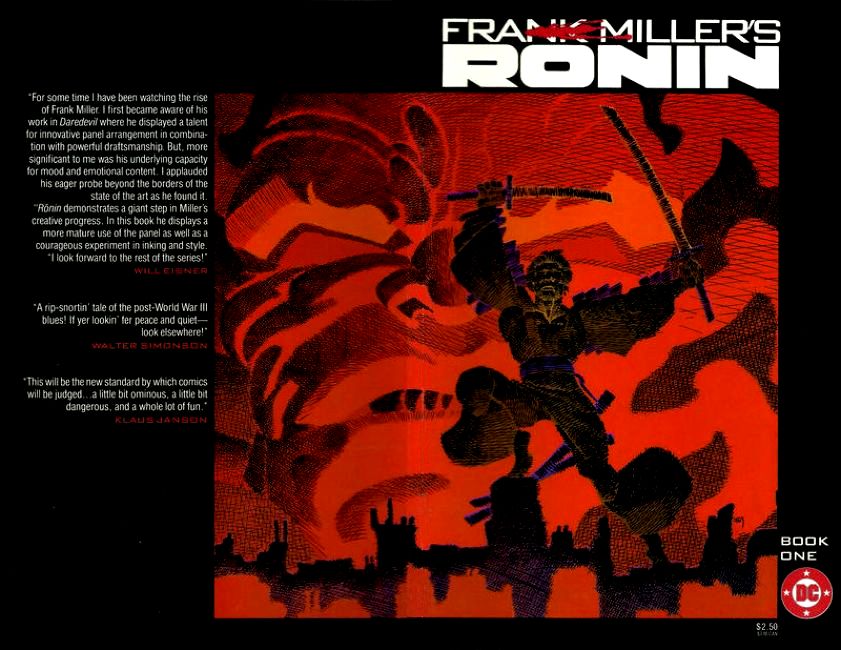 FRANK MILLER'S
RONIN
"For some time I have been watching the rise
of Frank Miller. I first became aware of his
work in Daredevil where he displayed a talent
for innovative panel arrangement in combina-
tion with powerful draftsmanship. But, more
significant to me was his underlying capacity
for mood and emotional content. I applauded
his eager probe beyond the borders of the
state of the art as he found it.
"Rōnin demonstrates a giant step in Miller's
creative progress. In this book he displays a
more mature use of the panel as well as a
courageous experiment in inking and style.
"I look forward to the rest of the series!"
WILL EISNER
"A rip-snortin' tale of the post-World War III
blues! If yer lookin' fer peace and quiet—
look elsewhere!"
WALTER SIMONSON
"This will be the new standard by which comics
will be judged...a little bit ominous, a little bit
dangerous, and a whole lot of fun."
KLAUS JANSON
BOOK
ONE
DC
$2.50